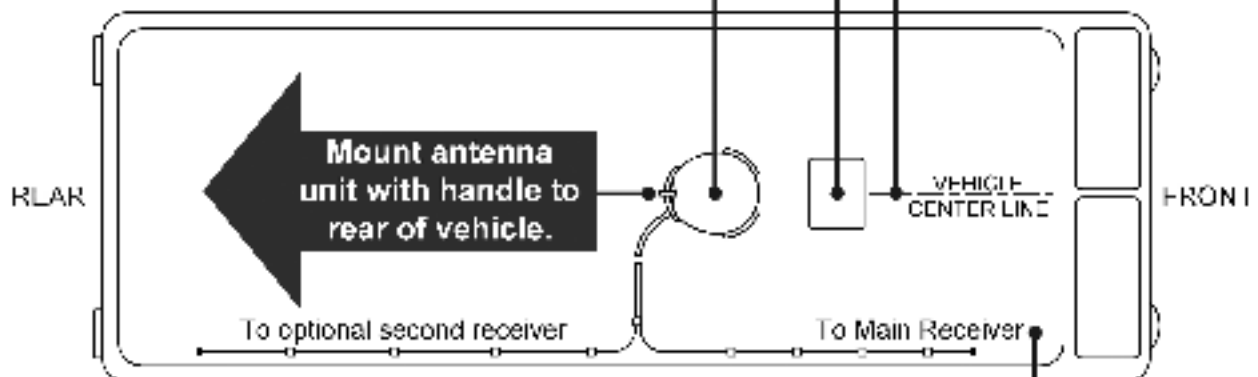 Mount antenna
unit with handle to
rear of vehicle.
REAR
VEHICLE
CENTER LINE
FRONT
To optional second receiver
To Main Receiver